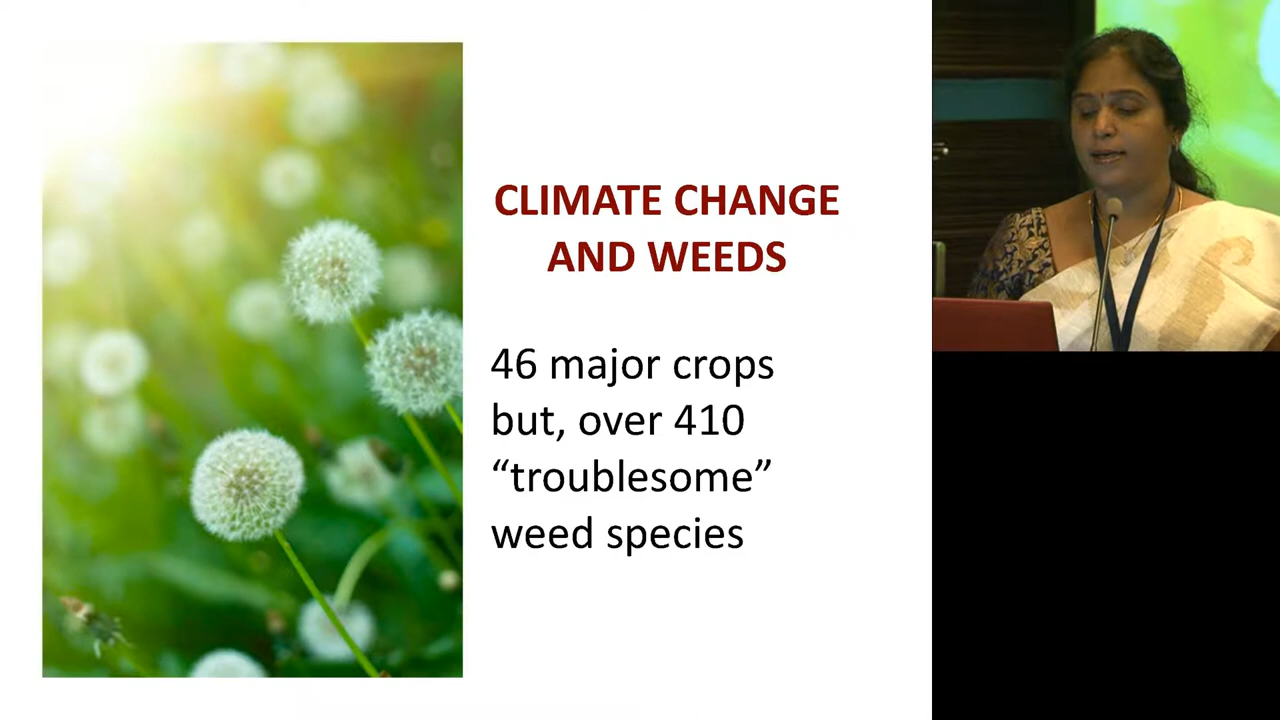 CLIMATE CHANGE
AND WEEDS
46 major crops
but, over 410
“troublesome”
weed species